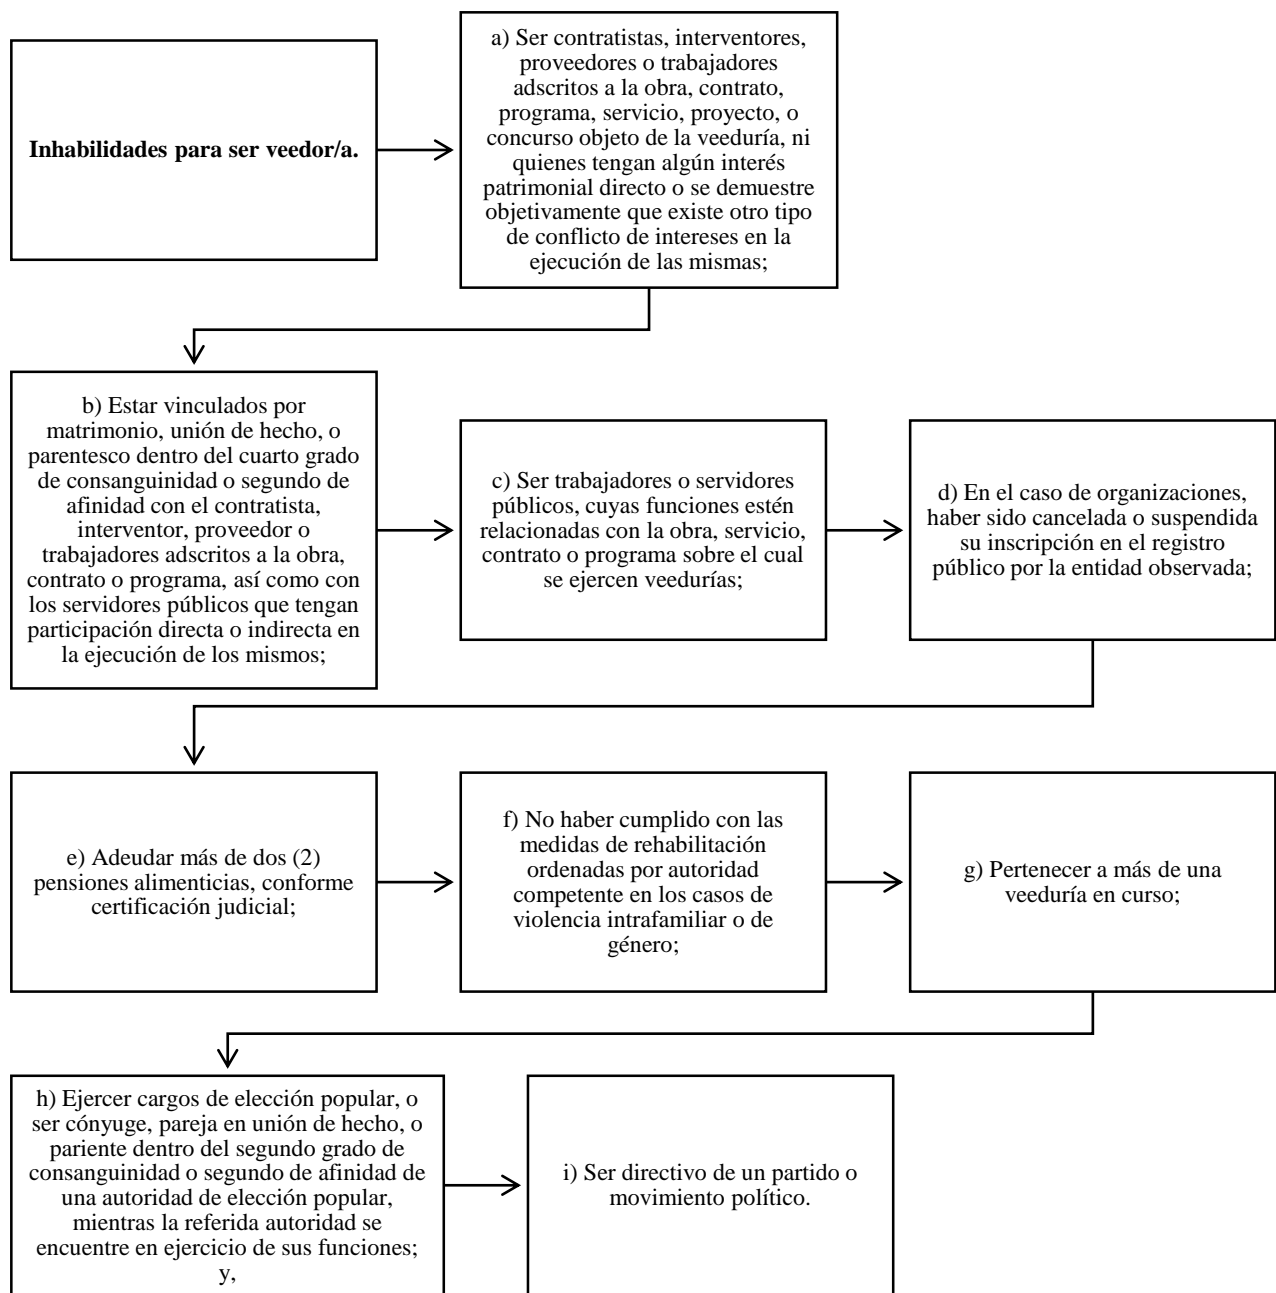 Inhabilidades para ser veedor/a.
a) Ser contratistas, interventores,
proveedores o trabajadores
adscritos a la obra, contrato,
programa, servicio, proyecto, o
concurso objeto de la veeduría, ni
quienes tengan algún interés
patrimonial directo o se demuestre
objetivamente que existe otro tipo
de conflicto de intereses en la
ejecución de las mismas;
b) Estar vinculados por
matrimonio, unión de hecho, o
parentesco dentro del cuarto grado
de consanguinidad o segundo de
afinidad con el contratista,
interventor, proveedor o
trabajadores adscritos a la obra,
contrato o programa, así como con
los servidores públicos que tengan
participación directa o indirecta en
la ejecución de los mismos;
c) Ser trabajadores o servidores
públicos, cuyas funciones estén
relacionadas con la obra, servicio,
contrato o programa sobre el cual
se ejercen veedurías;
d) En el caso de organizaciones,
haber sido cancelada o suspendida
su inscripción en el registro
público por la entidad observada;
e) Adeudar más de dos (2)
pensiones alimenticias, conforme
certificación judicial;
f) No haber cumplido con las
medidas de rehabilitación
ordenadas por autoridad
competente en los casos de
violencia intrafamiliar o de
género;
g) Pertenecer a más de una
veeduría en curso;
h) Ejercer cargos de elección popular, o
ser cónyuge, pareja en unión de hecho, o
pariente dentro del segundo grado de
consanguinidad o segundo de afinidad de
una autoridad de elección popular,
mientras la referida autoridad se
encuentre en ejercicio de sus funciones;
y,
i) Ser directivo de un partido o
movimiento político.